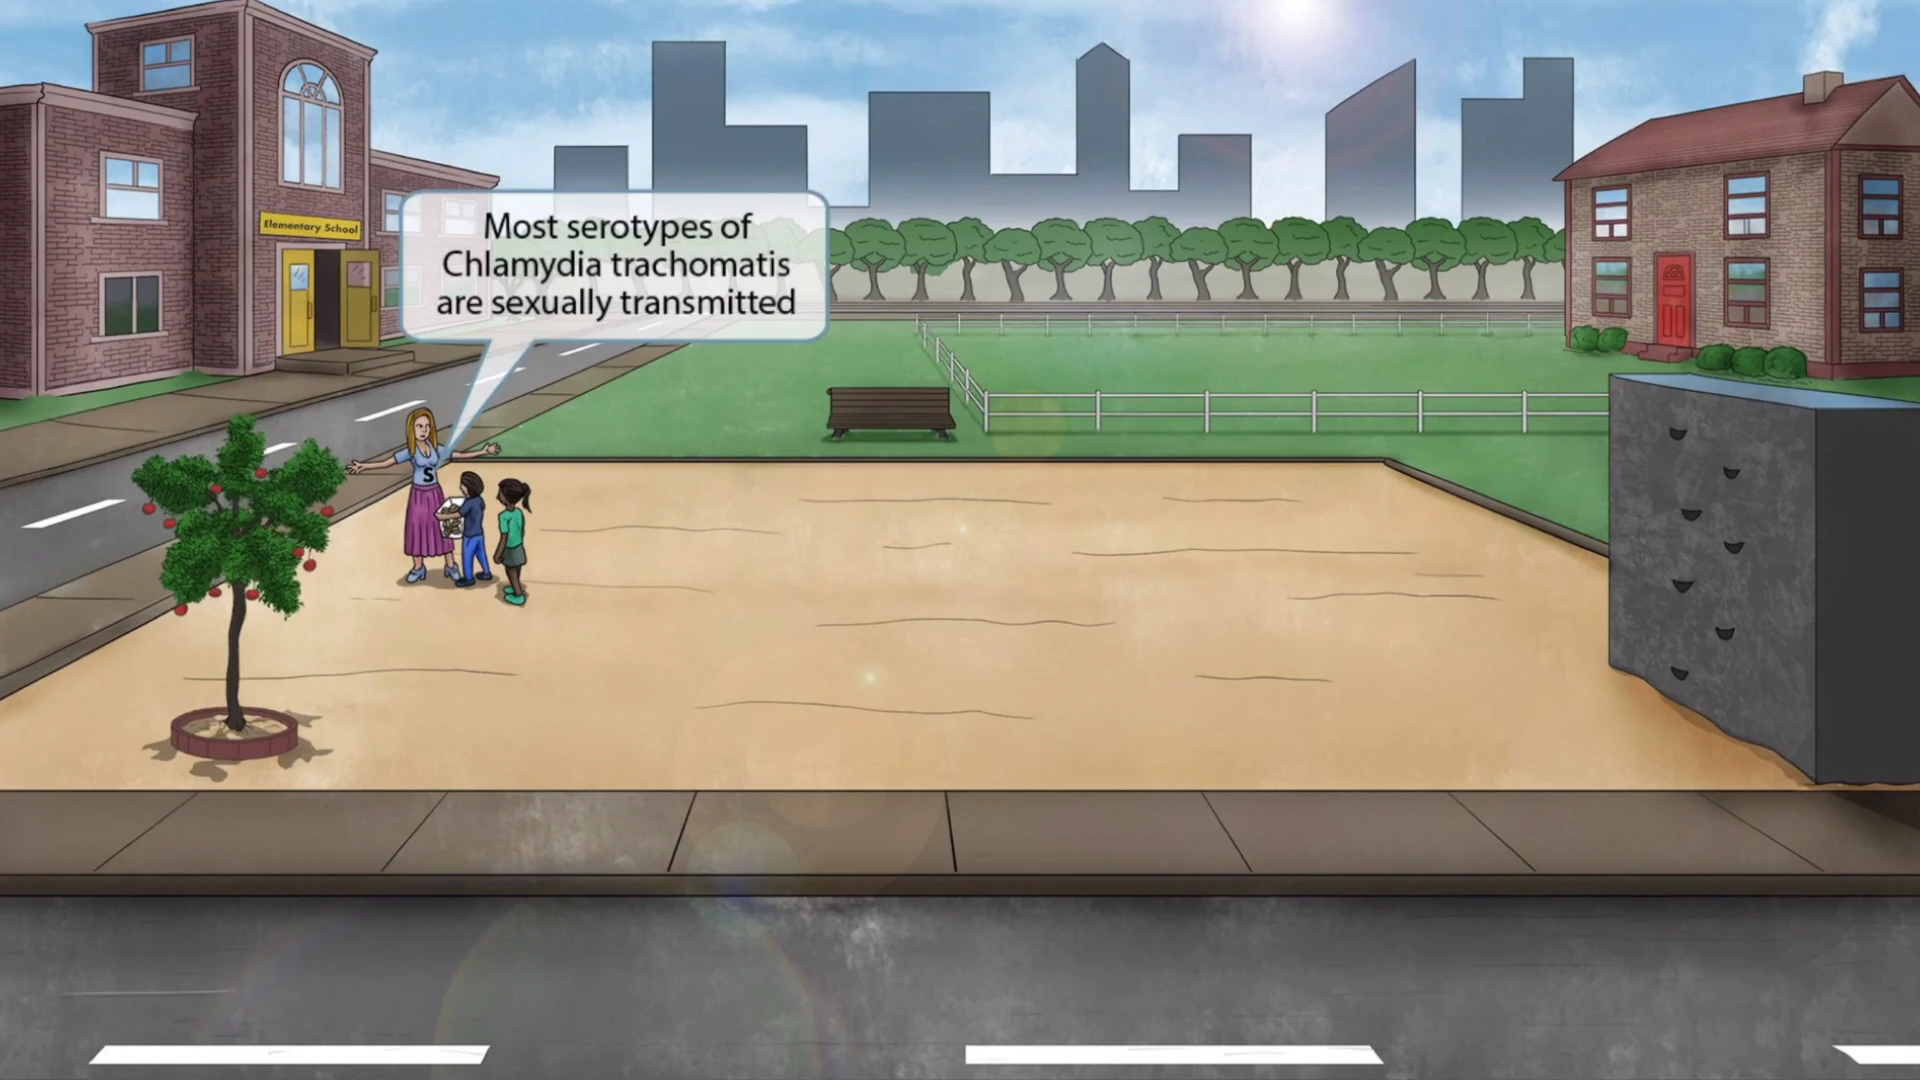 Elementary School
Most serotypes of
Chlamydia trachomatis
are sexually transmitted
S